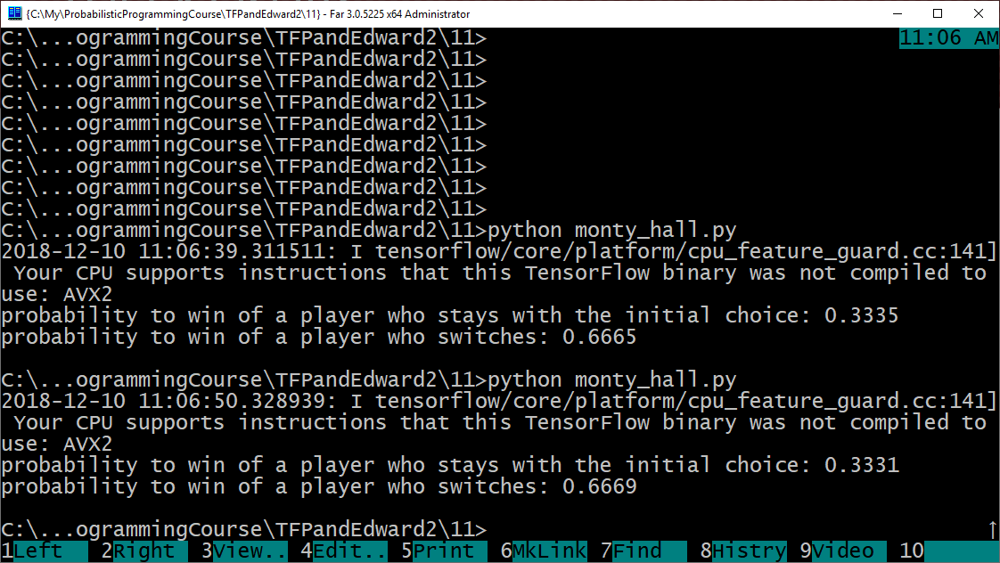 {C:\My\ProbabilisticProgrammingCourse\TFPandEdward2\11} - Far 3.0.5225 x64 Administrator
C:\...ogrammingCourse\TFPandEdward2\11> 11:06 AM
C:\...ogrammingCourse\TFPandEdward2\11>
C:\...ogrammingCourse\TFPandEdward2\11>
C:\...ogrammingCourse\TFPandEdward2\11>
C:\...ogrammingCourse\TFPandEdward2\11>
C:\...ogrammingCourse\TFPandEdward2\11>
C:\...ogrammingCourse\TFPandEdward2\11>
C:\...ogrammingCourse\TFPandEdward2\11>
C:\...ogrammingCourse\TFPandEdward2\11>
C:\...ogrammingCourse\TFPandEdward2\11>python monty_hall.py
2018-12-10 11:06:39.311511: I tensorflow/core/platform/cpu_feature_guard.cc:141]
 Your CPU supports instructions that this TensorFlow binary was not compiled to
use: AVX2
probability to win of a player who stays with the initial choice: 0.3335
probability to win of a player who switches: 0.6665
C:\...ogrammingCourse\TFPandEdward2\11>python monty_hall.py
2018-12-10 11:06:50.328939: I tensorflow/core/platform/cpu_feature_guard.cc:141]
 Your CPU supports instructions that this TensorFlow binary was not compiled to
use: AVX2
probability to win of a player who stays with the initial choice: 0.3331
probability to win of a player who switches: 0.6669
C:\...ogrammingCourse\TFPandEdward2\11> ↑
1Left 2Right 3View.. 4Edit.. 5Print 6MkLink 7Find 8Histry 9Video 10